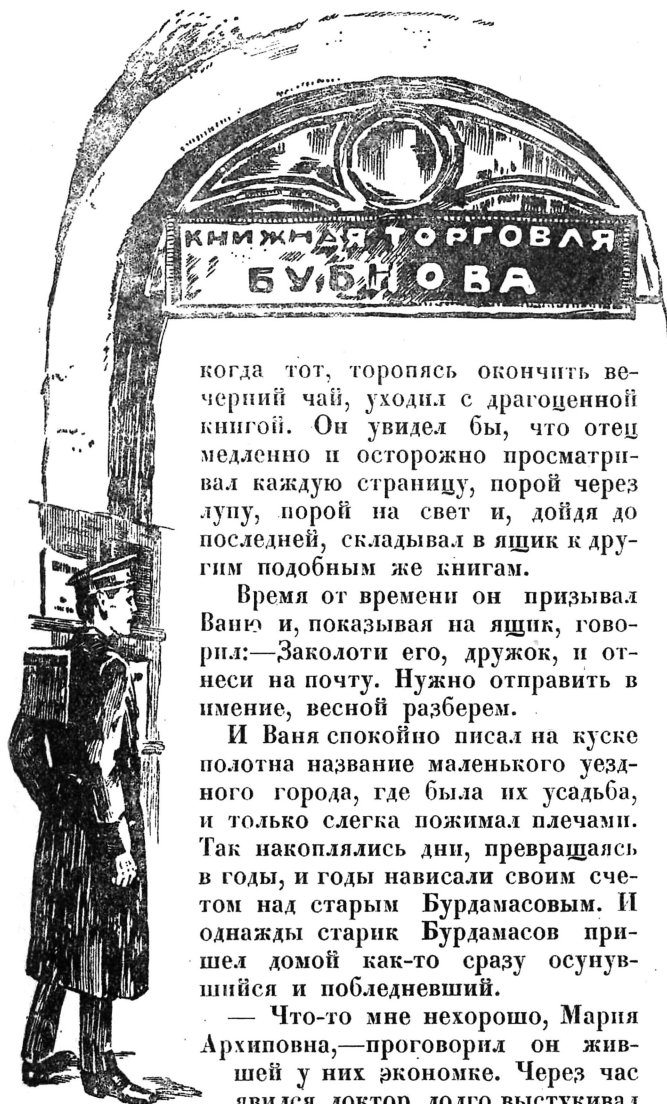 КНИЖНАЯ ТОРГОВЛЯ
БУБНОВА
когда тот, торопясь окончить ве-
черний чай, уходил с драгоценной
книгой. Он увидел бы, что отец
медленно и осторожно просматри-
вал каждую страницу, порой через
лупу, порой на свет и, дойдя до
последней, складывал в ящик к дру-
гим подобным же книгам.
Время от времени он призывал
Ваню и, показывая на ящик, гово-
рил:—Заколоти его, дружок, и от-
неси на почту. Нужно отправить в
имение, весной разберем.
И Ваня спокойно писал на куске
полотна название маленького уезд-
ного города, где была их усадьба,
и только слегка пожимал плечами.
Так накоплялись дни, превращаясь
в годы, и годы нависали своим сче-
том над старым Бурдамасовым. И
однажды старик Бурдамасов при-
шел домой как-то сразу осунув-
шийся и побледневший.
— Что-то мне нехорошо, Мария
Архиповна,—проговорил он жив-
шей у них экономке. Через час
явился доктор, долго выстукивал